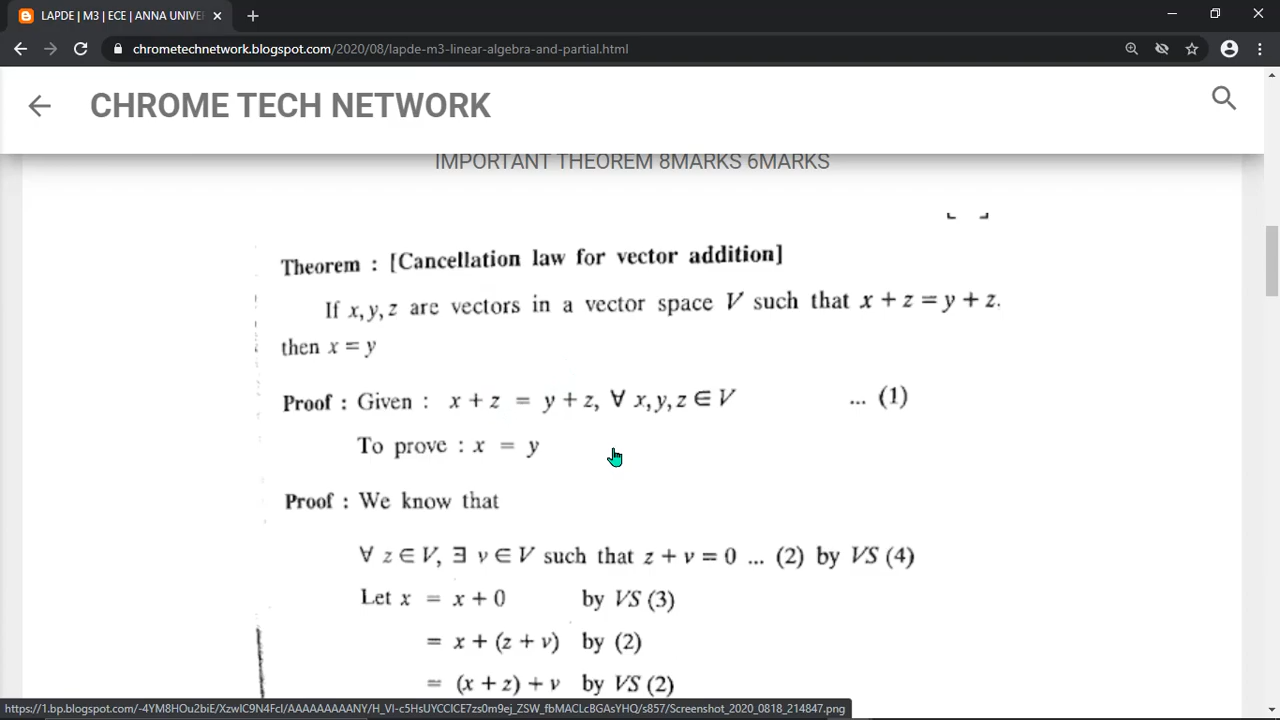 LAPDE | M3 | ECE | ANNA UNIVE
chrometechnetwork.blogspot.com/2020/08/lapde-m3-linear-algebra-and-partial.html
CHROME TECH NETWORK
IMPORTANT THEOREM 8MARKS 6MARKS
Theorem : [Cancellation law for vector addition]
If x, y, z are vectors in a vector space V such that x + z = y + z.
then x = y
Proof : Given : x + z = y + z, ∀ x, y, z ∈ V ... (1)
To prove : x = y
Proof : We know that
∀ z ∈ V, ∃ v ∈ V such that z + v = 0 ... (2) by VS (4)
Let x = x + 0 by VS (3)
= x + (z + v) by (2)
= (x + z) + v by VS (2)
https://1.bp.blogspot.com/-4YM8HOu2biE/XzwIC9N4FcI/AAAAAAAAANY/H_VI-c5HsUYCCICE7zs0m9ej_ZSW_fbMACLcBGAsYHQ/s857/Screenshot_2020_0818_214847.png